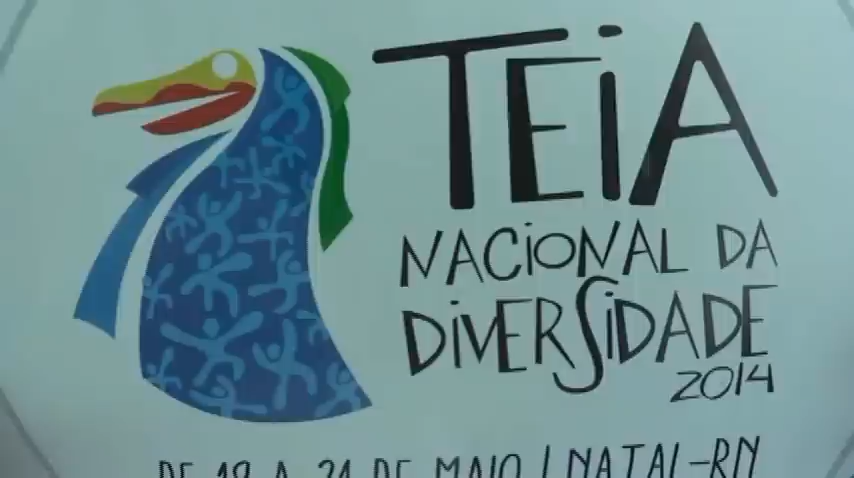 TEiA
NACiONAL DA
DiVERSiDADE
2014
DE 19 A 24 DE MAIO | NATAL-RN